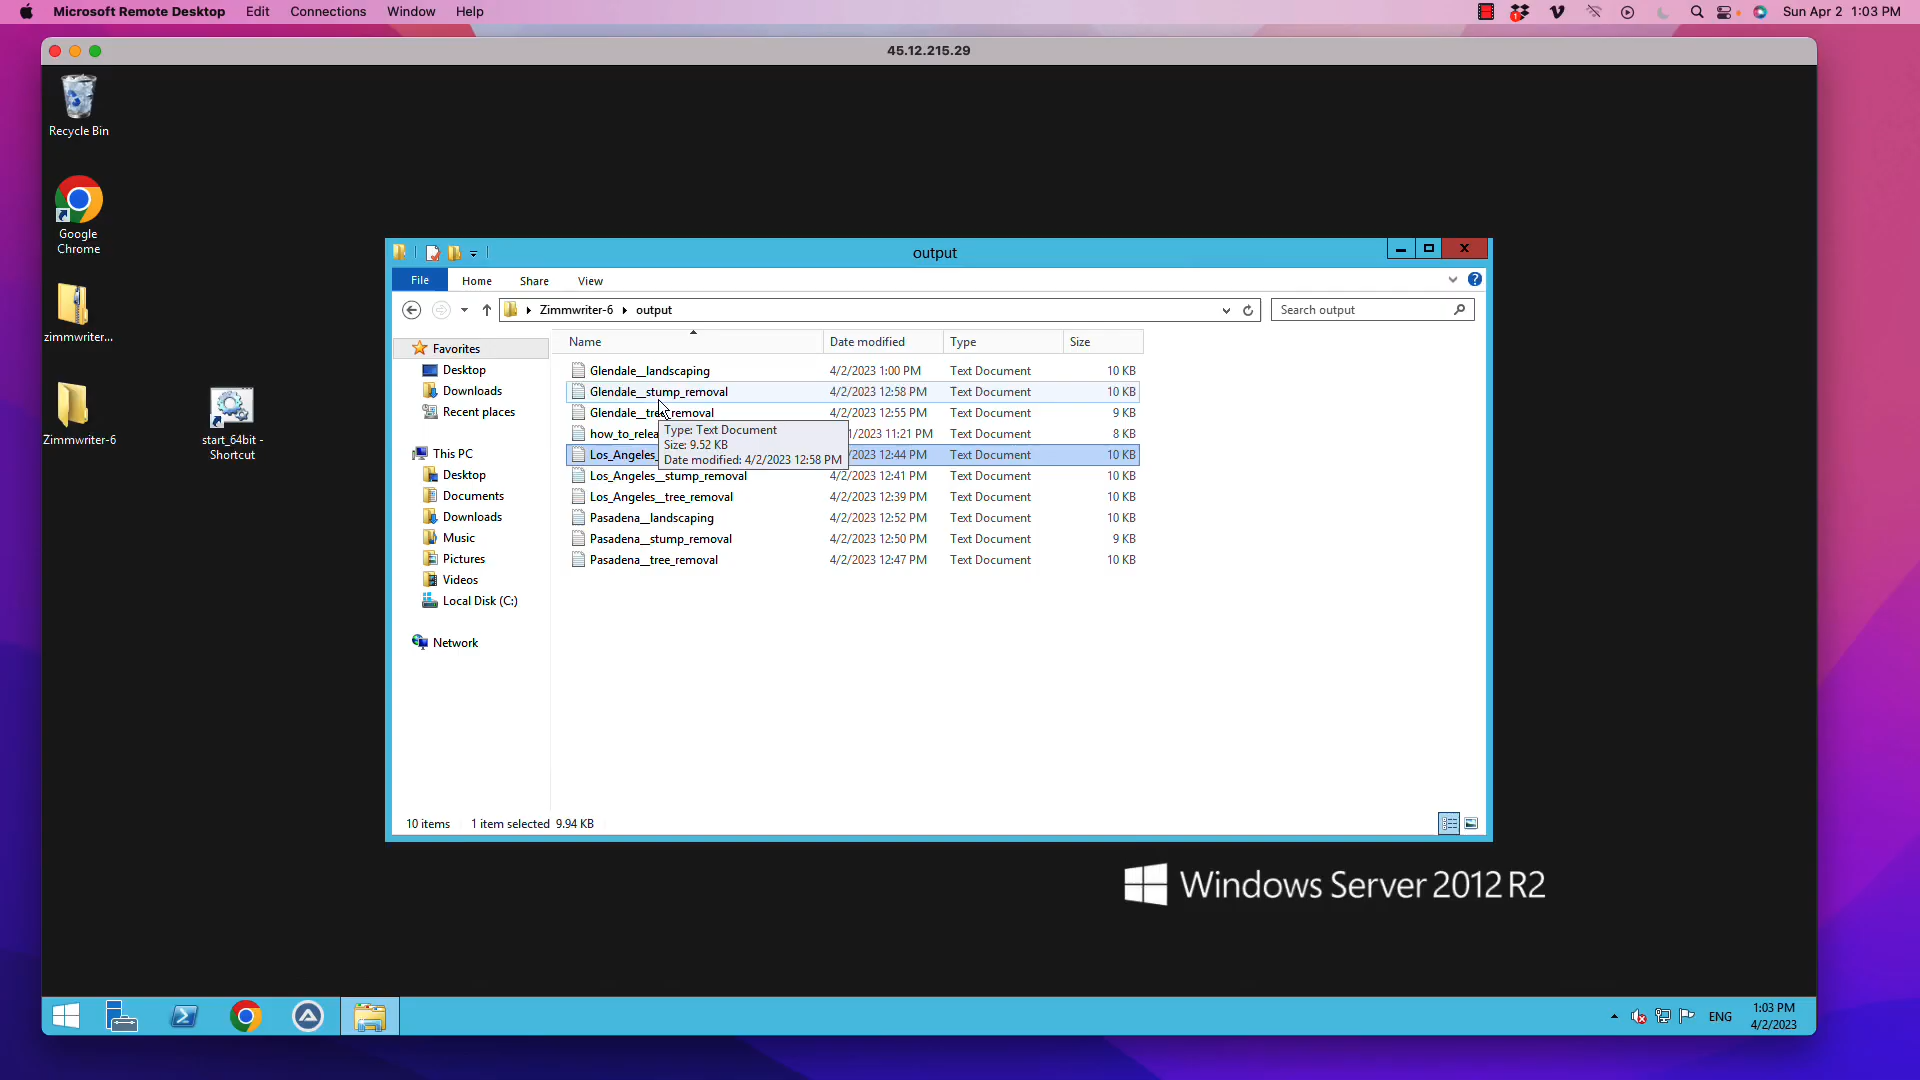 Microsoft Remote Desktop Edit Connections Window Help
1
Sun Apr 2 1:03 PM
45.12.215.29
Recycle Bin
Google
Chrome
zimmwriter...
Zimmwriter-6
start_64bit -
Shortcut
output
File Home Share View
Zimmwriter-6 output
Search output
Favorites
Desktop
Downloads
Recent places
This PC
Desktop
Documents
Downloads
Music
Pictures
Videos
Local Disk (C:)
Network
Name Date modified Type Size
Glendale__landscaping 4/2/2023 1:00 PM Text Document 10 KB
Glendale__stump_removal 4/2/2023 12:58 PM Text Document 10 KB
Glendale__tree_removal 4/2/2023 12:55 PM Text Document 9 KB
how_to_relea 1/2023 11:21 PM Text Document 8 KB
Los_Angeles_ /2023 12:44 PM Text Document 10 KB
Los_Angeles__stump_removal 4/2/2023 12:41 PM Text Document 10 KB
Los_Angeles__tree_removal 4/2/2023 12:39 PM Text Document 10 KB
Pasadena__landscaping 4/2/2023 12:52 PM Text Document 10 KB
Pasadena__stump_removal 4/2/2023 12:50 PM Text Document 9 KB
Pasadena__tree_removal 4/2/2023 12:47 PM Text Document 10 KB
Type: Text Document
Size: 9.52 KB
Date modified: 4/2/2023 12:58 PM
10 items 1 item selected 9.94 KB
Windows Server 2012 R2
ENG
1:03 PM
4/2/2023